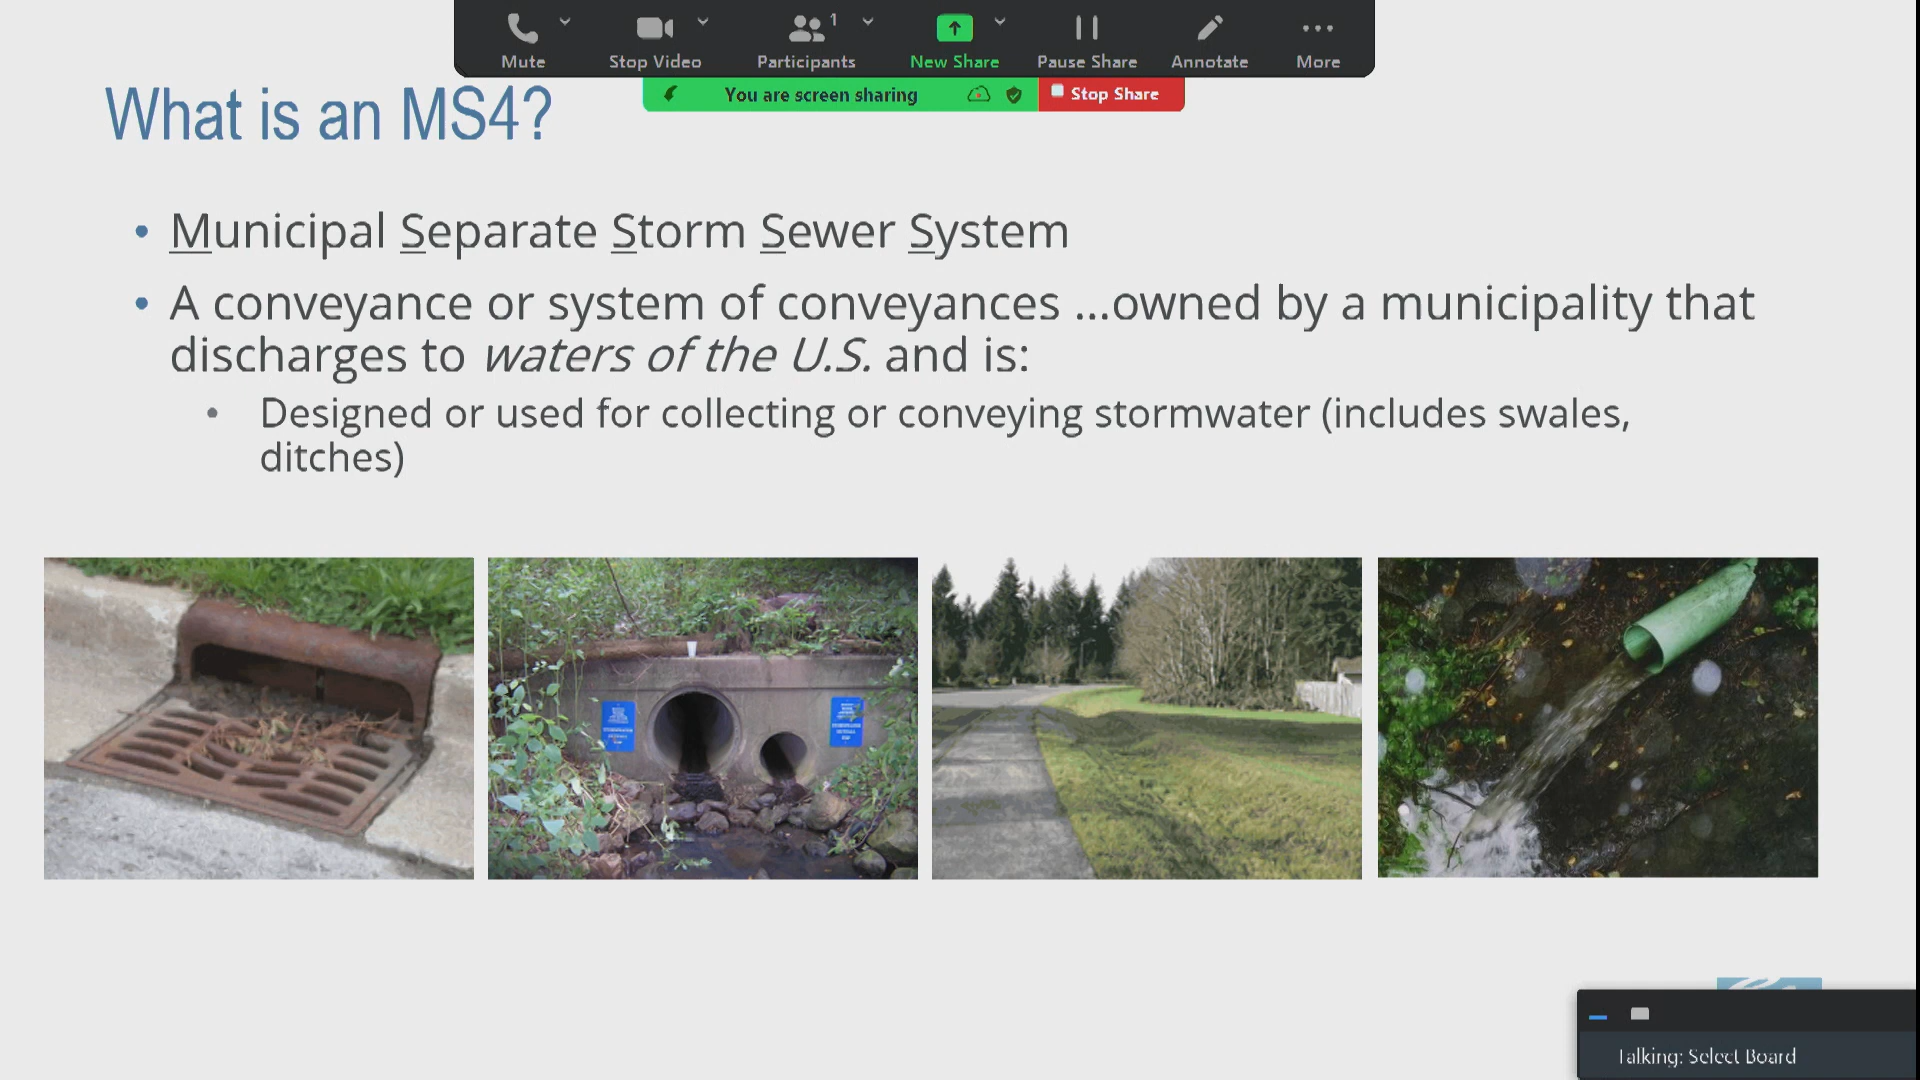 Mute
Stop Video
Participants
1
New Share
Pause Share
Annotate
More
You are screen sharing
Stop Share
What is an MS4?
• Municipal Separate Storm Sewer System
• A conveyance or system of conveyances ...owned by a municipality that
discharges to waters of the U.S. and is:
• Designed or used for collecting or conveying stormwater (includes swales,
ditches)
Talking: Select Board